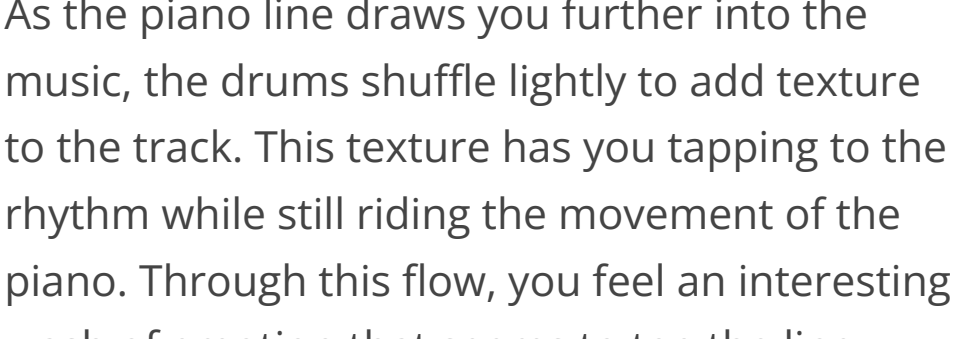 As the piano line draws you further into the
music, the drums shuffle lightly to add texture
to the track. This texture has you tapping to the
rhythm while still riding the movement of the
piano. Through this flow, you feel an interesting